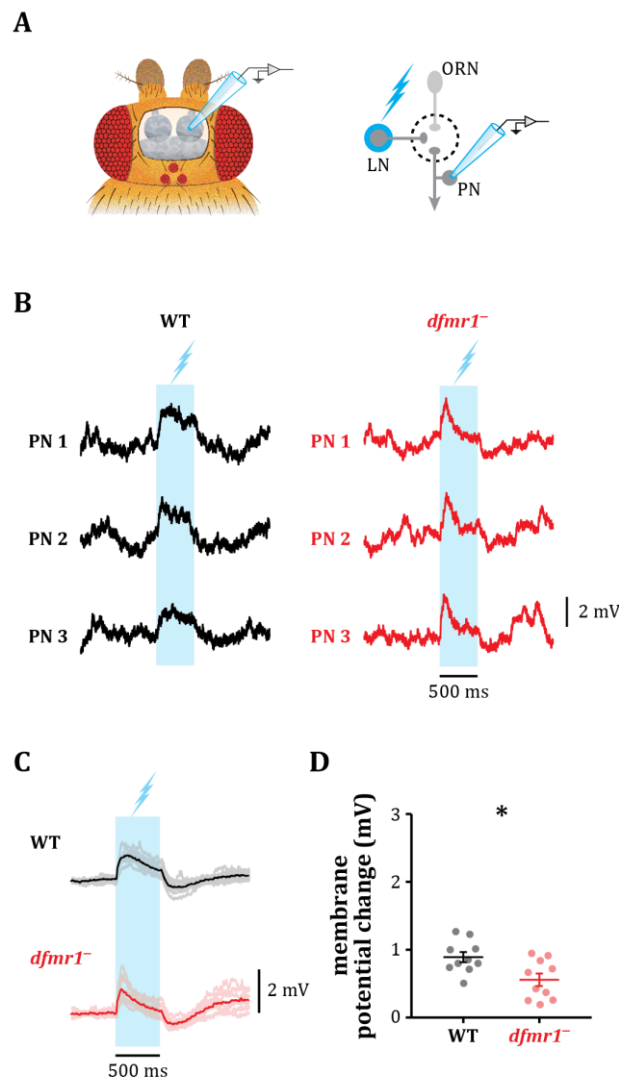 A
ORN
LN
PN
B
WT
dfmr1⁻
PN 1
PN 1
PN 2
PN 2
PN 3
PN 3
2 mV
500 ms
C
WT
dfmr1⁻
2 mV
500 ms
D
membrane
potential change (mV)
3
*
2
1
0
WT
dfmr1⁻